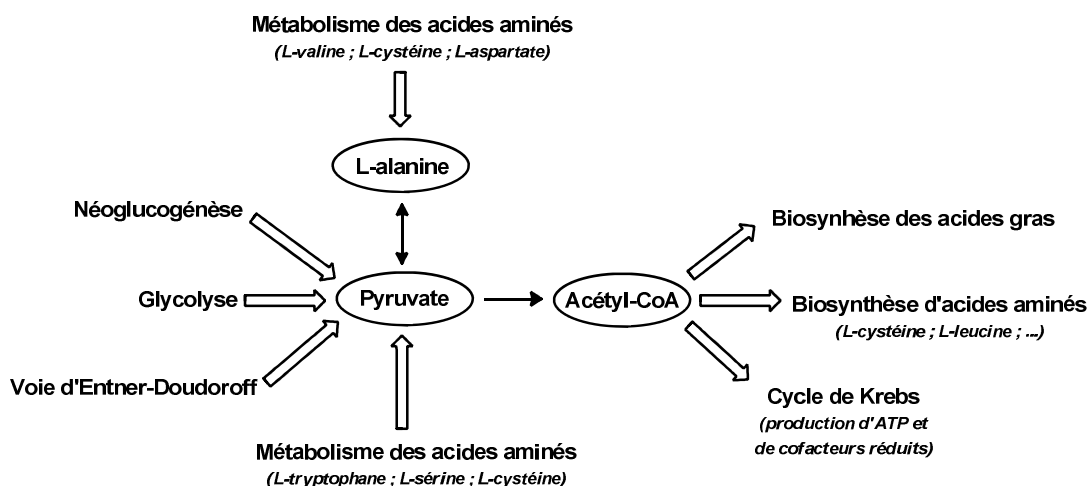 Métabolisme des acides aminés
(L-valine ; L-cystéine ; L-aspartate)
L-alanine
Néoglucogénèse
Biosynhèse des acides gras
Glycolyse
Pyruvate
Acétyl-CoA
Biosynthèse d'acides aminés
(L-cystéine ; L-leucine ; ...)
Voie d'Entner-Doudoroff
Cycle de Krebs
(production d'ATP et
de cofacteurs réduits)
Métabolisme des acides aminés
(L-tryptophane ; L-sérine ; L-cystéine)